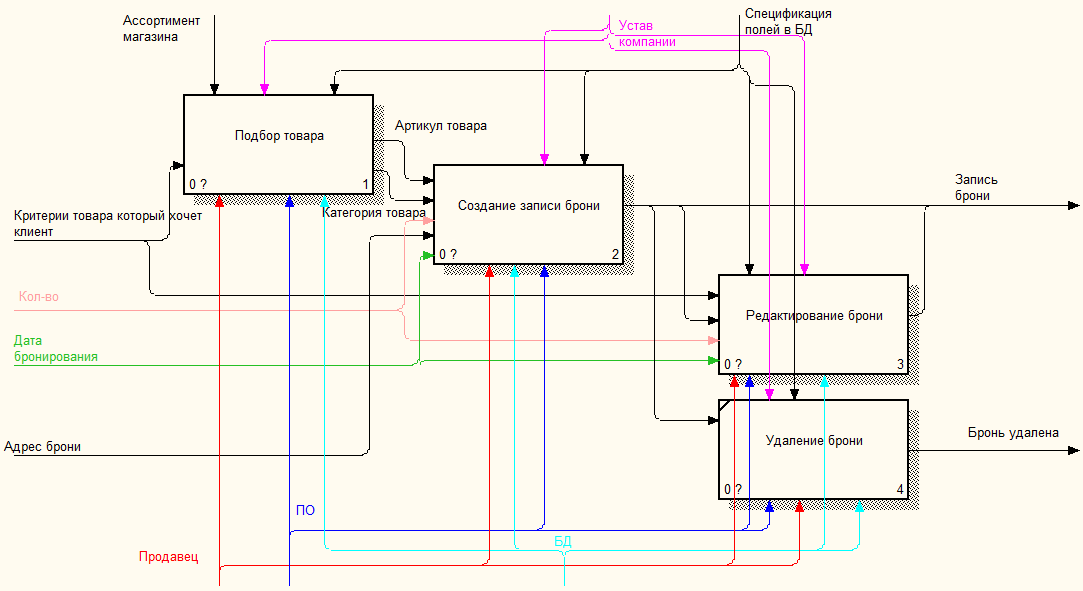 Ассортимент
магазина
Устав
компании
Спецификация
полей в БД
Подбор товара
0 ?
1
Артикул товара
Категория товара
Критерии товара который хочет
клиент
Создание записи брони
0 ?
2
Запись
брони
Кол-во
Дата
бронирования
Редактирование брони
0 ?
3
Адрес брони
Удаление брони
0 ?
4
Бронь удалена
ПО
БД
Продавец